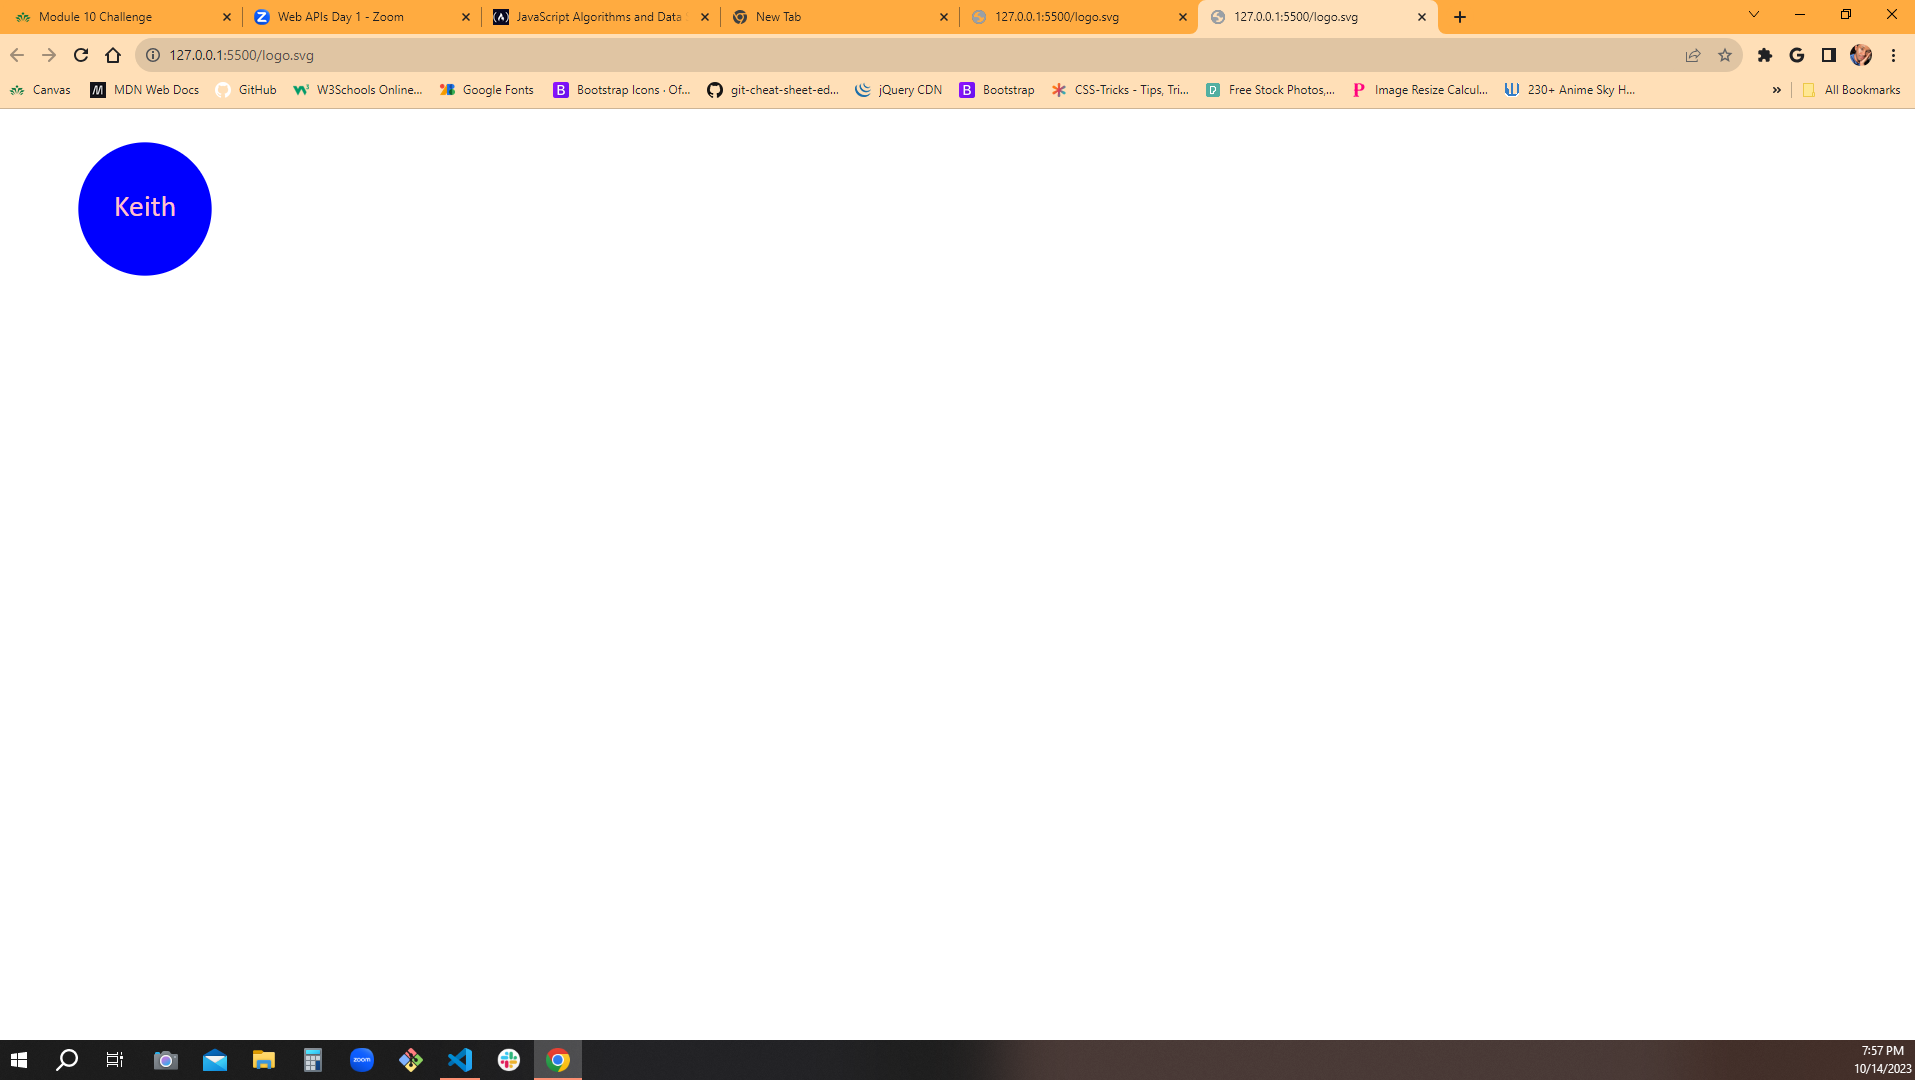 Module 10 Challenge
Web APIs Day 1 - Zoom
JavaScript Algorithms and Data
New Tab
127.0.0.1:5500/logo.svg
127.0.0.1:5500/logo.svg
127.0.0.1:5500/logo.svg
Canvas
MDN Web Docs
GitHub
W3Schools Online...
Google Fonts
Bootstrap Icons · Of...
git-cheat-sheet-ed...
jQuery CDN
Bootstrap
CSS-Tricks - Tips, Tri...
Free Stock Photos,...
Image Resize Calcul...
230+ Anime Sky H...
»
All Bookmarks
Keith
zoom
7:57 PM
10/14/2023